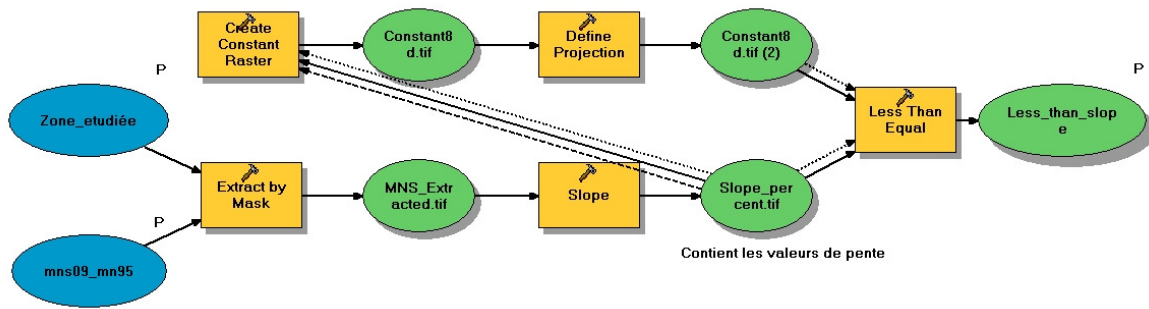 Create
Constant
Raster
Constant8
d.tif
Define
Projection
Constant8
d.tif (2)
P
P
Zone_etudiée
Less Than
Equal
Less_than_slop
e
Extract by
Mask
MNS_Extr
acted.tif
Slope
Slope_per
cent.tif
P
mns09_mn95
Contient les valeurs de pente